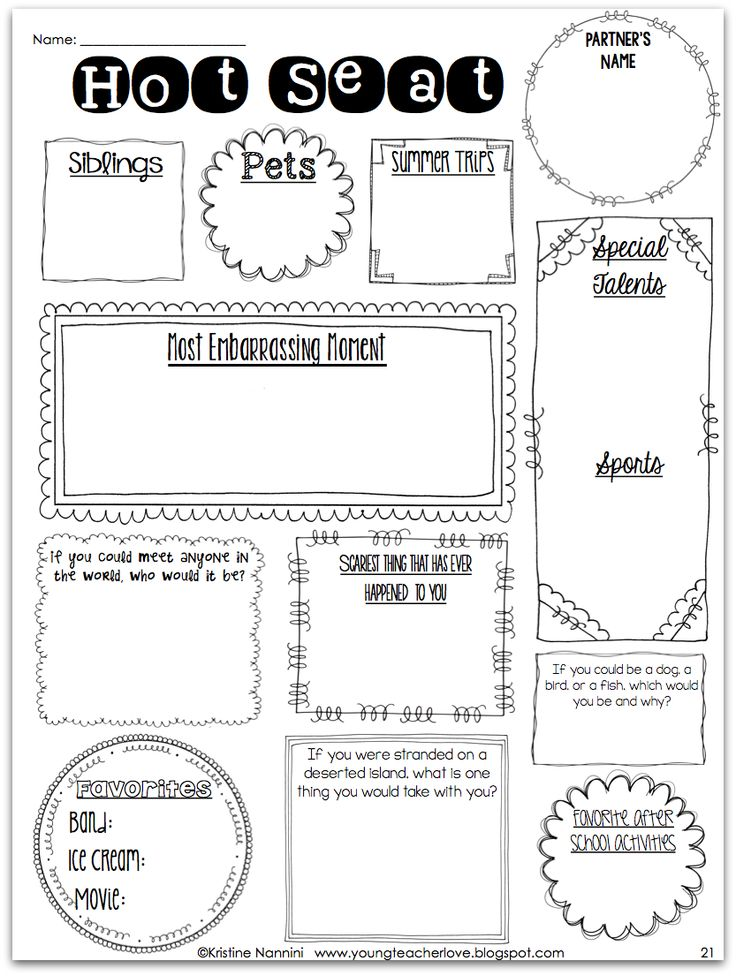 Name: ____________________
Hot Seat
PARTNER'S
NAME
Siblings
Pets
SUMMER TRIPS
Special
Talents
Most Embarrassing Moment
Sports
if you could meet anyone in
the world, who would it be?
SCARIEST THING THAT HAS EVER
HAPPENED TO YOU
If you could be a dog, a
bird, or a fish, which would
you be and why?
Favorites
Band:
Ice Cream:
Movie:
If you were stranded on a
deserted island, what is one
thing you would take with you?
FAVORITE AFTER
SCHOOL ACTIVITIES
©Kristine Nannini www.youngteacherlove.blogspot.com
21